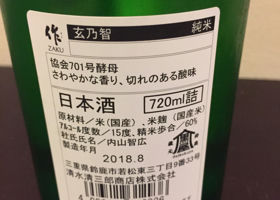 作 玄乃智 純米
ZAKU
協会701号酵母
さわやかな香り、切れのある酸味
日本酒 720ml詰
原材料/米(国産米)、米麹(国産米)
アルコール度数/15度、精米歩合/60%
杜氏氏名/内山智広
製造年月 2018.8
三重県鈴鹿市若松東三丁目9番33号
清水清三郎商店株式会社